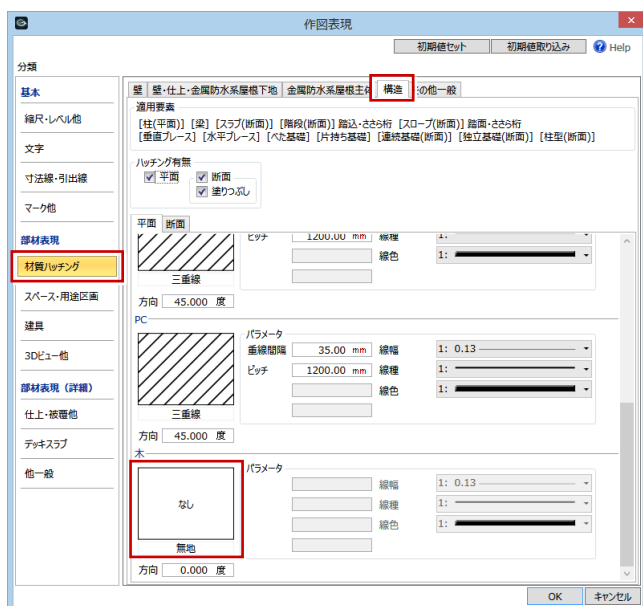 作図表現
初期値セット 初期値取り込み Help
分類
基本
縮尺・レベル他
文字
寸法線・引出線
マーク他
部材表現
材質ハッチング
スペース・用途区画
建具
3Dビュー他
部材表現（詳細）
仕上・被覆他
デッキスラブ
他一般
壁 壁・仕上・金属防水系屋根下地 金属防水系屋根主体 構造 その他一般
適用要素
[柱(平面)] [梁] [スラブ(断面)] [階段(断面)] 踏込・ささら桁 [スロープ(断面)] 踏面・ささら桁
[垂直ブレース] [水平ブレース] [べた基礎] [片持ち基礎] [連続基礎(断面)] [独立基礎(断面)] [柱型(断面)]
ハッチング有無
平面 断面
塗りつぶし
平面 断面
ピッチ 1200.00 mm 線種 1:
線色 1:
三重線
方向 45.000 度
PC
パラメータ
重線間隔 35.00 mm 線幅 1: 0.13
ピッチ 1200.00 mm 線種 1:
線色 1:
三重線
方向 45.000 度
木
パラメータ
線幅 1: 0.13
なし
線種 1:
線色 1:
無地
方向 0.000 度
OK キャンセル